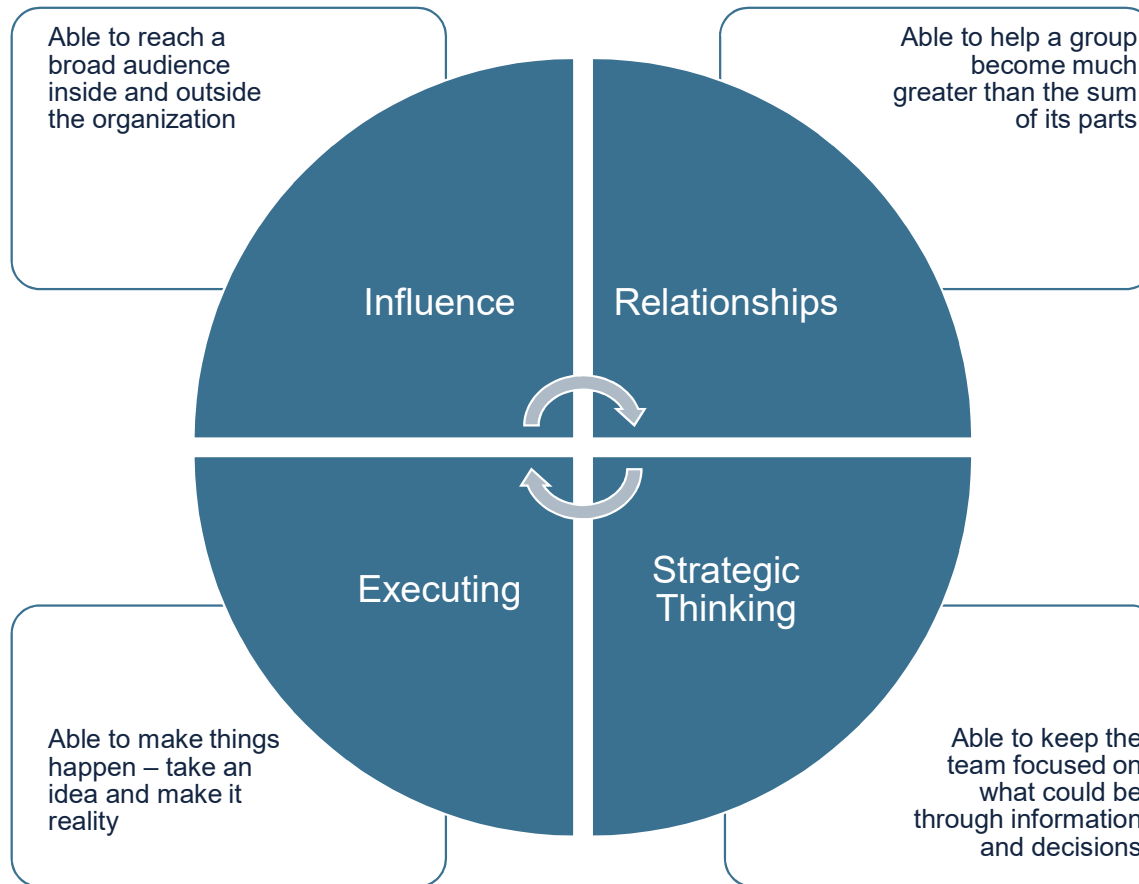 Able to reach a
broad audience
inside and outside
the organization
Able to help a group
become much
greater than the sum
of its parts
Influence
Relationships
Executing
Strategic
Thinking
Able to make things
happen – take an
idea and make it
reality
Able to keep the
team focused on
what could be
through information
and decisions